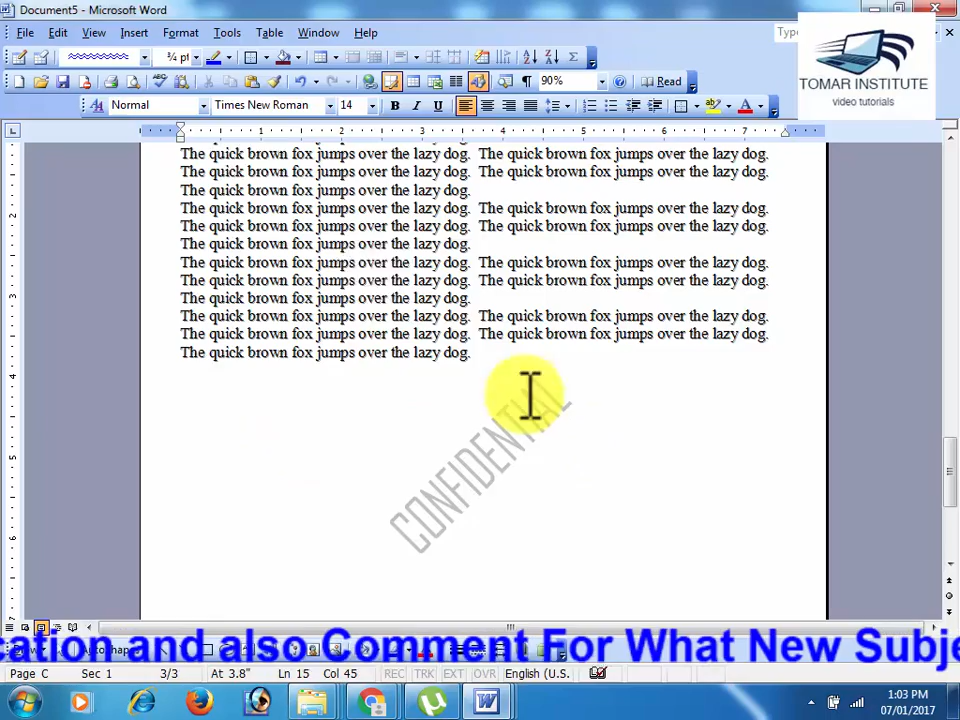 Document5 - Microsoft Word
File Edit View Insert Format Tools Table Window Help
TOMAR INSTITUTE
video tutorials
¾ pt
90%
Read
Normal Times New Roman 14 B I U
1 2 3 4 5 6 7
The quick brown fox jumps over the lazy dog. The quick brown fox jumps over the lazy dog.
The quick brown fox jumps over the lazy dog. The quick brown fox jumps over the lazy dog.
The quick brown fox jumps over the lazy dog.
The quick brown fox jumps over the lazy dog. The quick brown fox jumps over the lazy dog.
The quick brown fox jumps over the lazy dog. The quick brown fox jumps over the lazy dog.
The quick brown fox jumps over the lazy dog.
The quick brown fox jumps over the lazy dog. The quick brown fox jumps over the lazy dog.
The quick brown fox jumps over the lazy dog. The quick brown fox jumps over the lazy dog.
The quick brown fox jumps over the lazy dog.
The quick brown fox jumps over the lazy dog. The quick brown fox jumps over the lazy dog.
The quick brown fox jumps over the lazy dog. The quick brown fox jumps over the lazy dog.
The quick brown fox jumps over the lazy dog.
CONFIDENTIAL
cation and also Comment For What New Subje
Page C Sec 1 3/3 At 3.8" Ln 15 Col 45 REC TRK EXT OVR English (U.S.
1:03 PM
07/01/2017